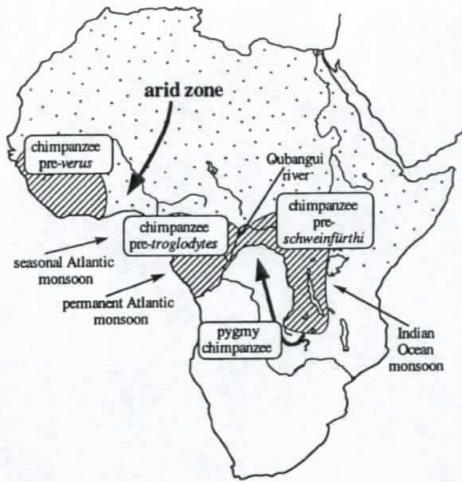 arid zone
chimpanzee
pre-verus
Oubangui
river
chimpanzee
pre-
schweinfürthi
chimpanzee
pre-troglodytes
seasonal Atlantic
monsoon
permanent Atlantic
monsoon
pygmy
chimpanzee
?
Indian
Ocean
monsoon